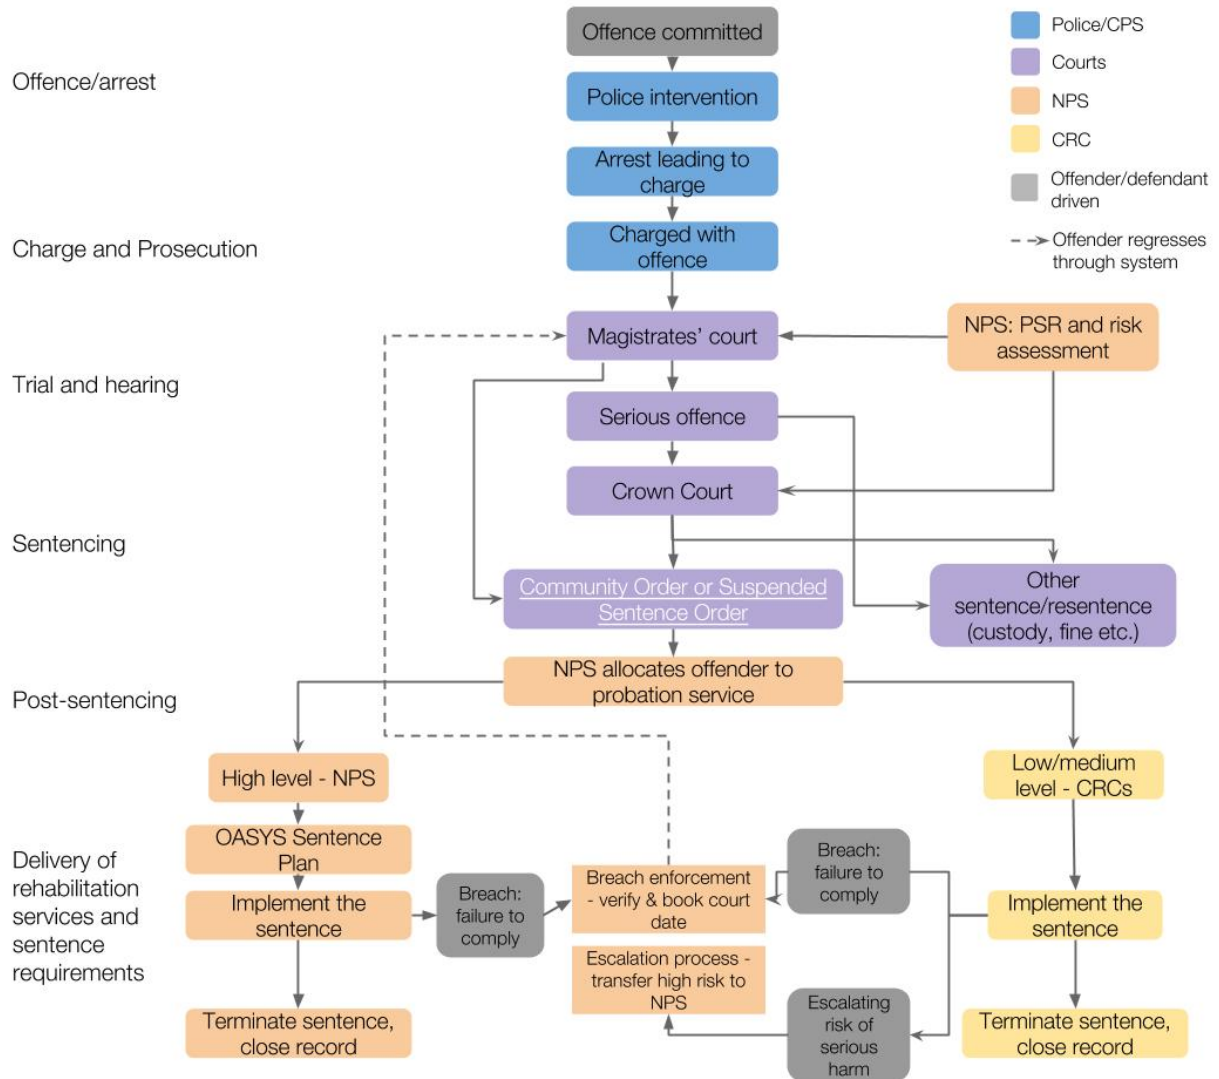 Offence committed
Police/CPS
Courts
NPS
CRC
Offender/defendant
driven
Offender regresses
through system
Offence/arrest
Police intervention
Arrest leading to
charge
Charge and Prosecution
Charged with
offence
Magistrates’ court
NPS: PSR and risk
assessment
Trial and hearing
Serious offence
Crown Court
Sentencing
Community Order or Suspended
Sentence Order
Other
sentence/resentence
(custody, fine etc.)
Post-sentencing
NPS allocates offender to
probation service
High level - NPS
Low/medium
level - CRCs
Delivery of
rehabilitation
services and
sentence
requirements
OASYS Sentence
Plan
Implement the
sentence
Breach:
failure to
comply
Breach enforcement
- verify & book court
date
Breach:
failure to
comply
Implement the
sentence
Escalation process -
transfer high risk to
NPS
Escalating
risk of
serious
harm
Terminate sentence,
close record
Terminate sentence,
close record